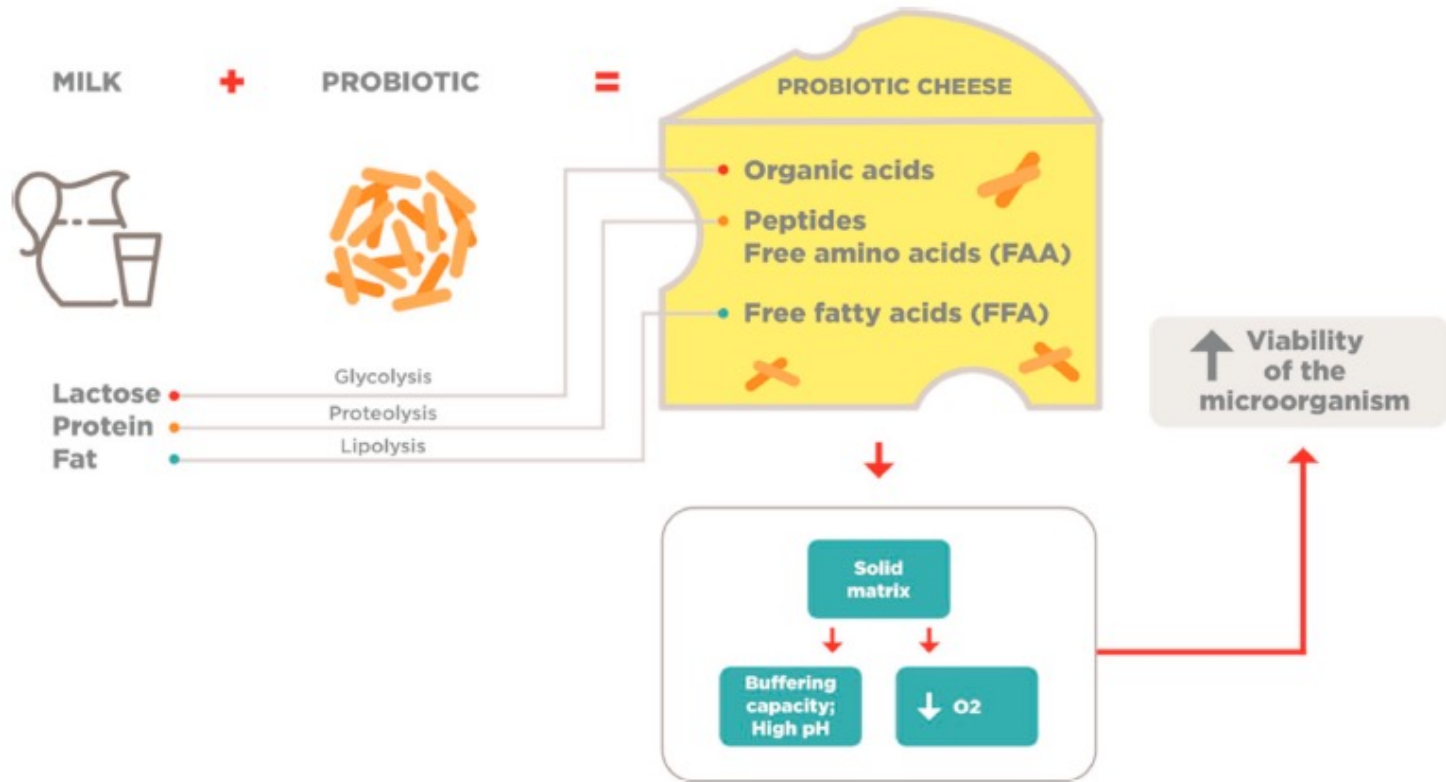 MILK + PROBIOTIC = PROBIOTIC CHEESE
Organic acids
Peptides
Free amino acids (FAA)
Free fatty acids (FFA)
Lactose
Protein
Fat
Glycolysis
Proteolysis
Lipolysis
Viability
of the
microorganism
Solid
matrix
Buffering
capacity;
High pH
O2